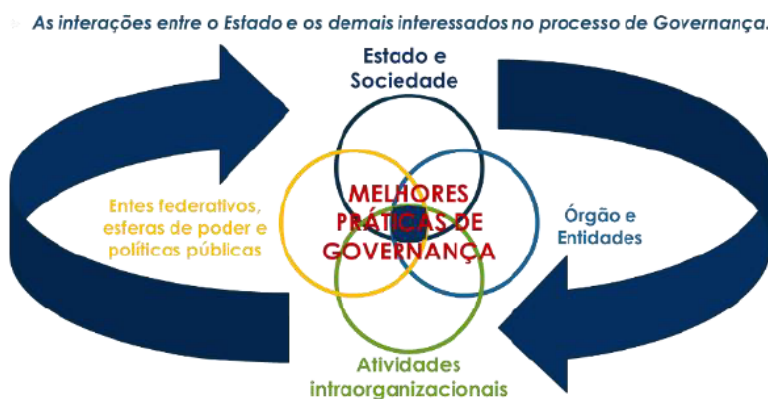 As interações entre o Estado e os demais interessados no processo de Governança.
Estado e
Sociedade
Entes federativos,
esferas de poder e
políticas públicas
MELHORES
PRÁTICAS DE
GOVERNANÇA
Órgão e
Entidades
Atividades
intraorganizacionais